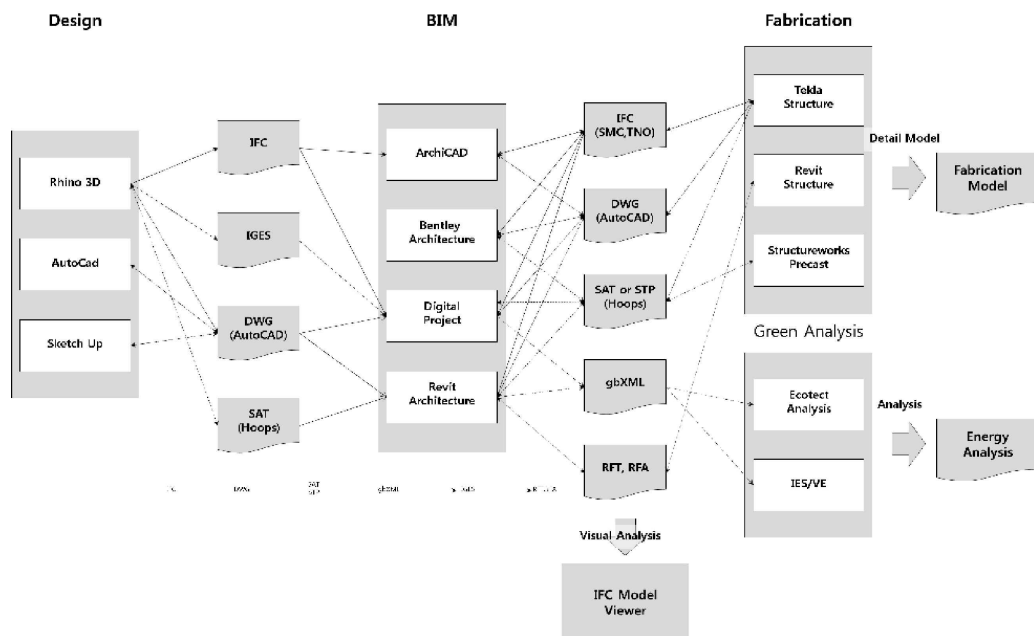 Design
BIM
Fabrication
Rhino 3D
AutoCad
Sketch Up
IFC
IGES
DWG
(AutoCAD)
SAT
(Hoops)
ArchiCAD
Bentley
Architecture
Digital
Project
Revit
Architecture
IFC
(SMC,TNO)
DWG
(AutoCAD)
SAT or STP
(Hoops)
gbXML
RFT, RFA
Tekla
Structure
Revit
Structure
Structureworks
Precast
Detail Model
Fabrication
Model
Green Analysis
Ecotect
Analysis
IES/VE
Analysis
Energy
Analysis
DWG
SAT
Visual Analysis
IFC Model
Viewer